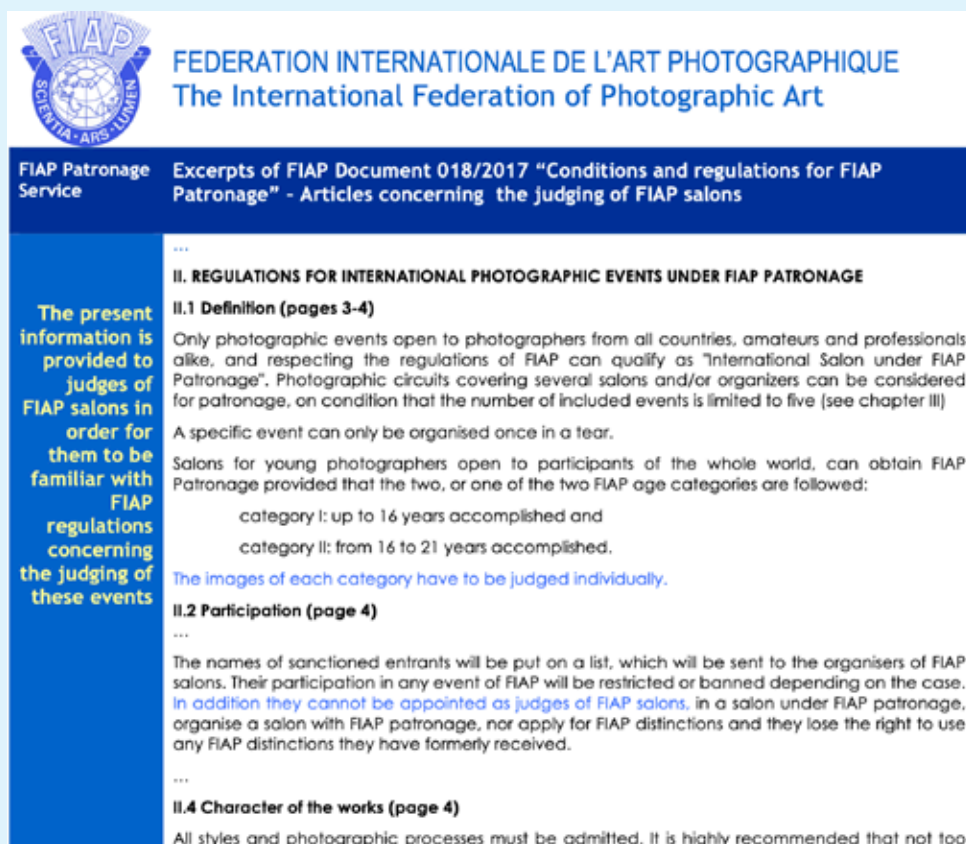 FIAP
SCIENTIA · ARS · LUMEN
FEDERATION INTERNATIONALE DE L'ART PHOTOGRAPHIQUE
The International Federation of Photographic Art
FIAP Patronage
Service
Excerpts of FIAP Document 018/2017 “Conditions and regulations for FIAP
Patronage” - Articles concerning the judging of FIAP salons
The present
information is
provided to
judges of
FIAP salons in
order for
them to be
familiar with
FIAP
regulations
concerning
the judging of
these events
...
II. REGULATIONS FOR INTERNATIONAL PHOTOGRAPHIC EVENTS UNDER FIAP PATRONAGE
II.1 Definition (pages 3-4)
Only photographic events open to photographers from all countries, amateurs and professionals
alike, and respecting the regulations of FIAP can qualify as "International Salon under FIAP
Patronage". Photographic circuits covering several salons and/or organizers can be considered
for patronage, on condition that the number of included events is limited to five (see chapter III)
A specific event can only be organised once in a tear.
Salons for young photographers open to participants of the whole world, can obtain FIAP
Patronage provided that the two, or one of the two FIAP age categories are followed:
category I: up to 16 years accomplished and
category II: from 16 to 21 years accomplished.
The images of each category have to be judged individually.
II.2 Participation (page 4)
...
The names of sanctioned entrants will be put on a list, which will be sent to the organisers of FIAP
salons. Their participation in any event of FIAP will be restricted or banned depending on the case.
In addition they cannot be appointed as judges of FIAP salons, in a salon under FIAP patronage,
organise a salon with FIAP patronage, nor apply for FIAP distinctions and they lose the right to use
any FIAP distinctions they have formerly received.
...
II.4 Character of the works (page 4)
All styles and photographic processes must be admitted. It is highly recommended that not too